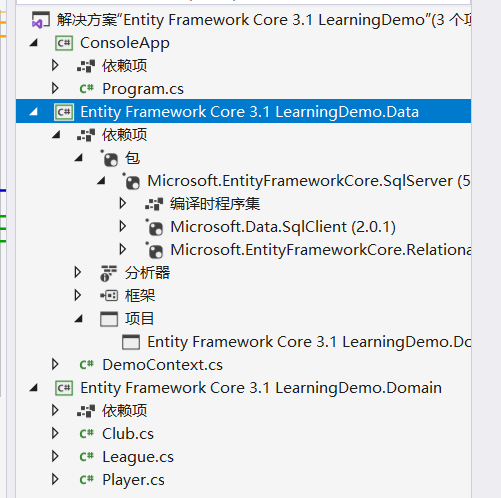 解决方案"Entity Framework Core 3.1 LearningDemo"(3 个项
C# ConsoleApp
依赖项
C# Program.cs
C# Entity Framework Core 3.1 LearningDemo.Data
依赖项
包
Microsoft.EntityFrameworkCore.SqlServer (5
编译时程序集
Microsoft.Data.SqlClient (2.0.1)
Microsoft.EntityFrameworkCore.Relationa
分析器
框架
项目
Entity Framework Core 3.1 LearningDemo.Do
C# DemoContext.cs
C# Entity Framework Core 3.1 LearningDemo.Domain
依赖项
C# Club.cs
C# League.cs
C# Player.cs